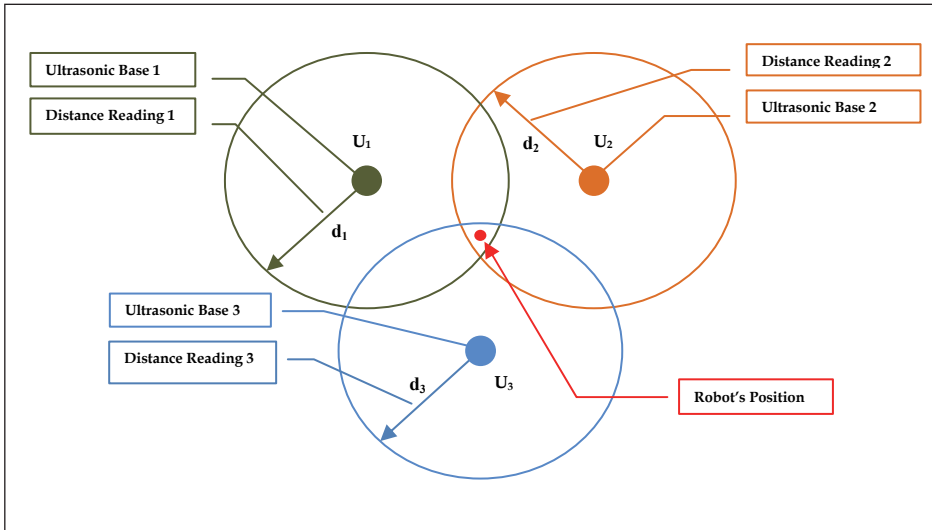 Ultrasonic Base 1
Distance Reading 1
Distance Reading 2
Ultrasonic Base 2
U1
d1
d2
U2
Ultrasonic Base 3
Distance Reading 3
d3
U3
Robot's Position